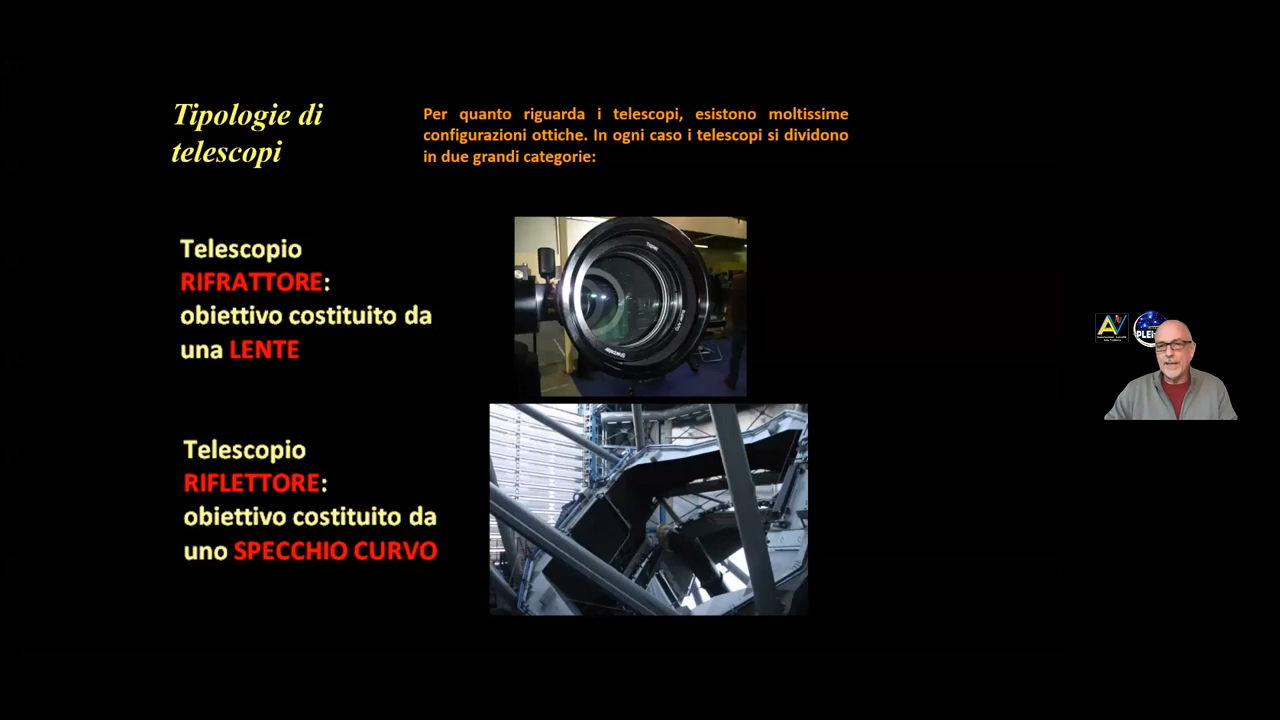 Tipologie di
telescopi
Per quanto riguarda i telescopi, esistono moltissime
configurazioni ottiche. In ogni caso i telescopi si dividono
in due grandi categorie:
Telescopio
RIFRATTORE:
obiettivo costituito da
una LENTE
Telescopio
RIFLETTORE:
obiettivo costituito da
uno SPECCHIO CURVO
AV